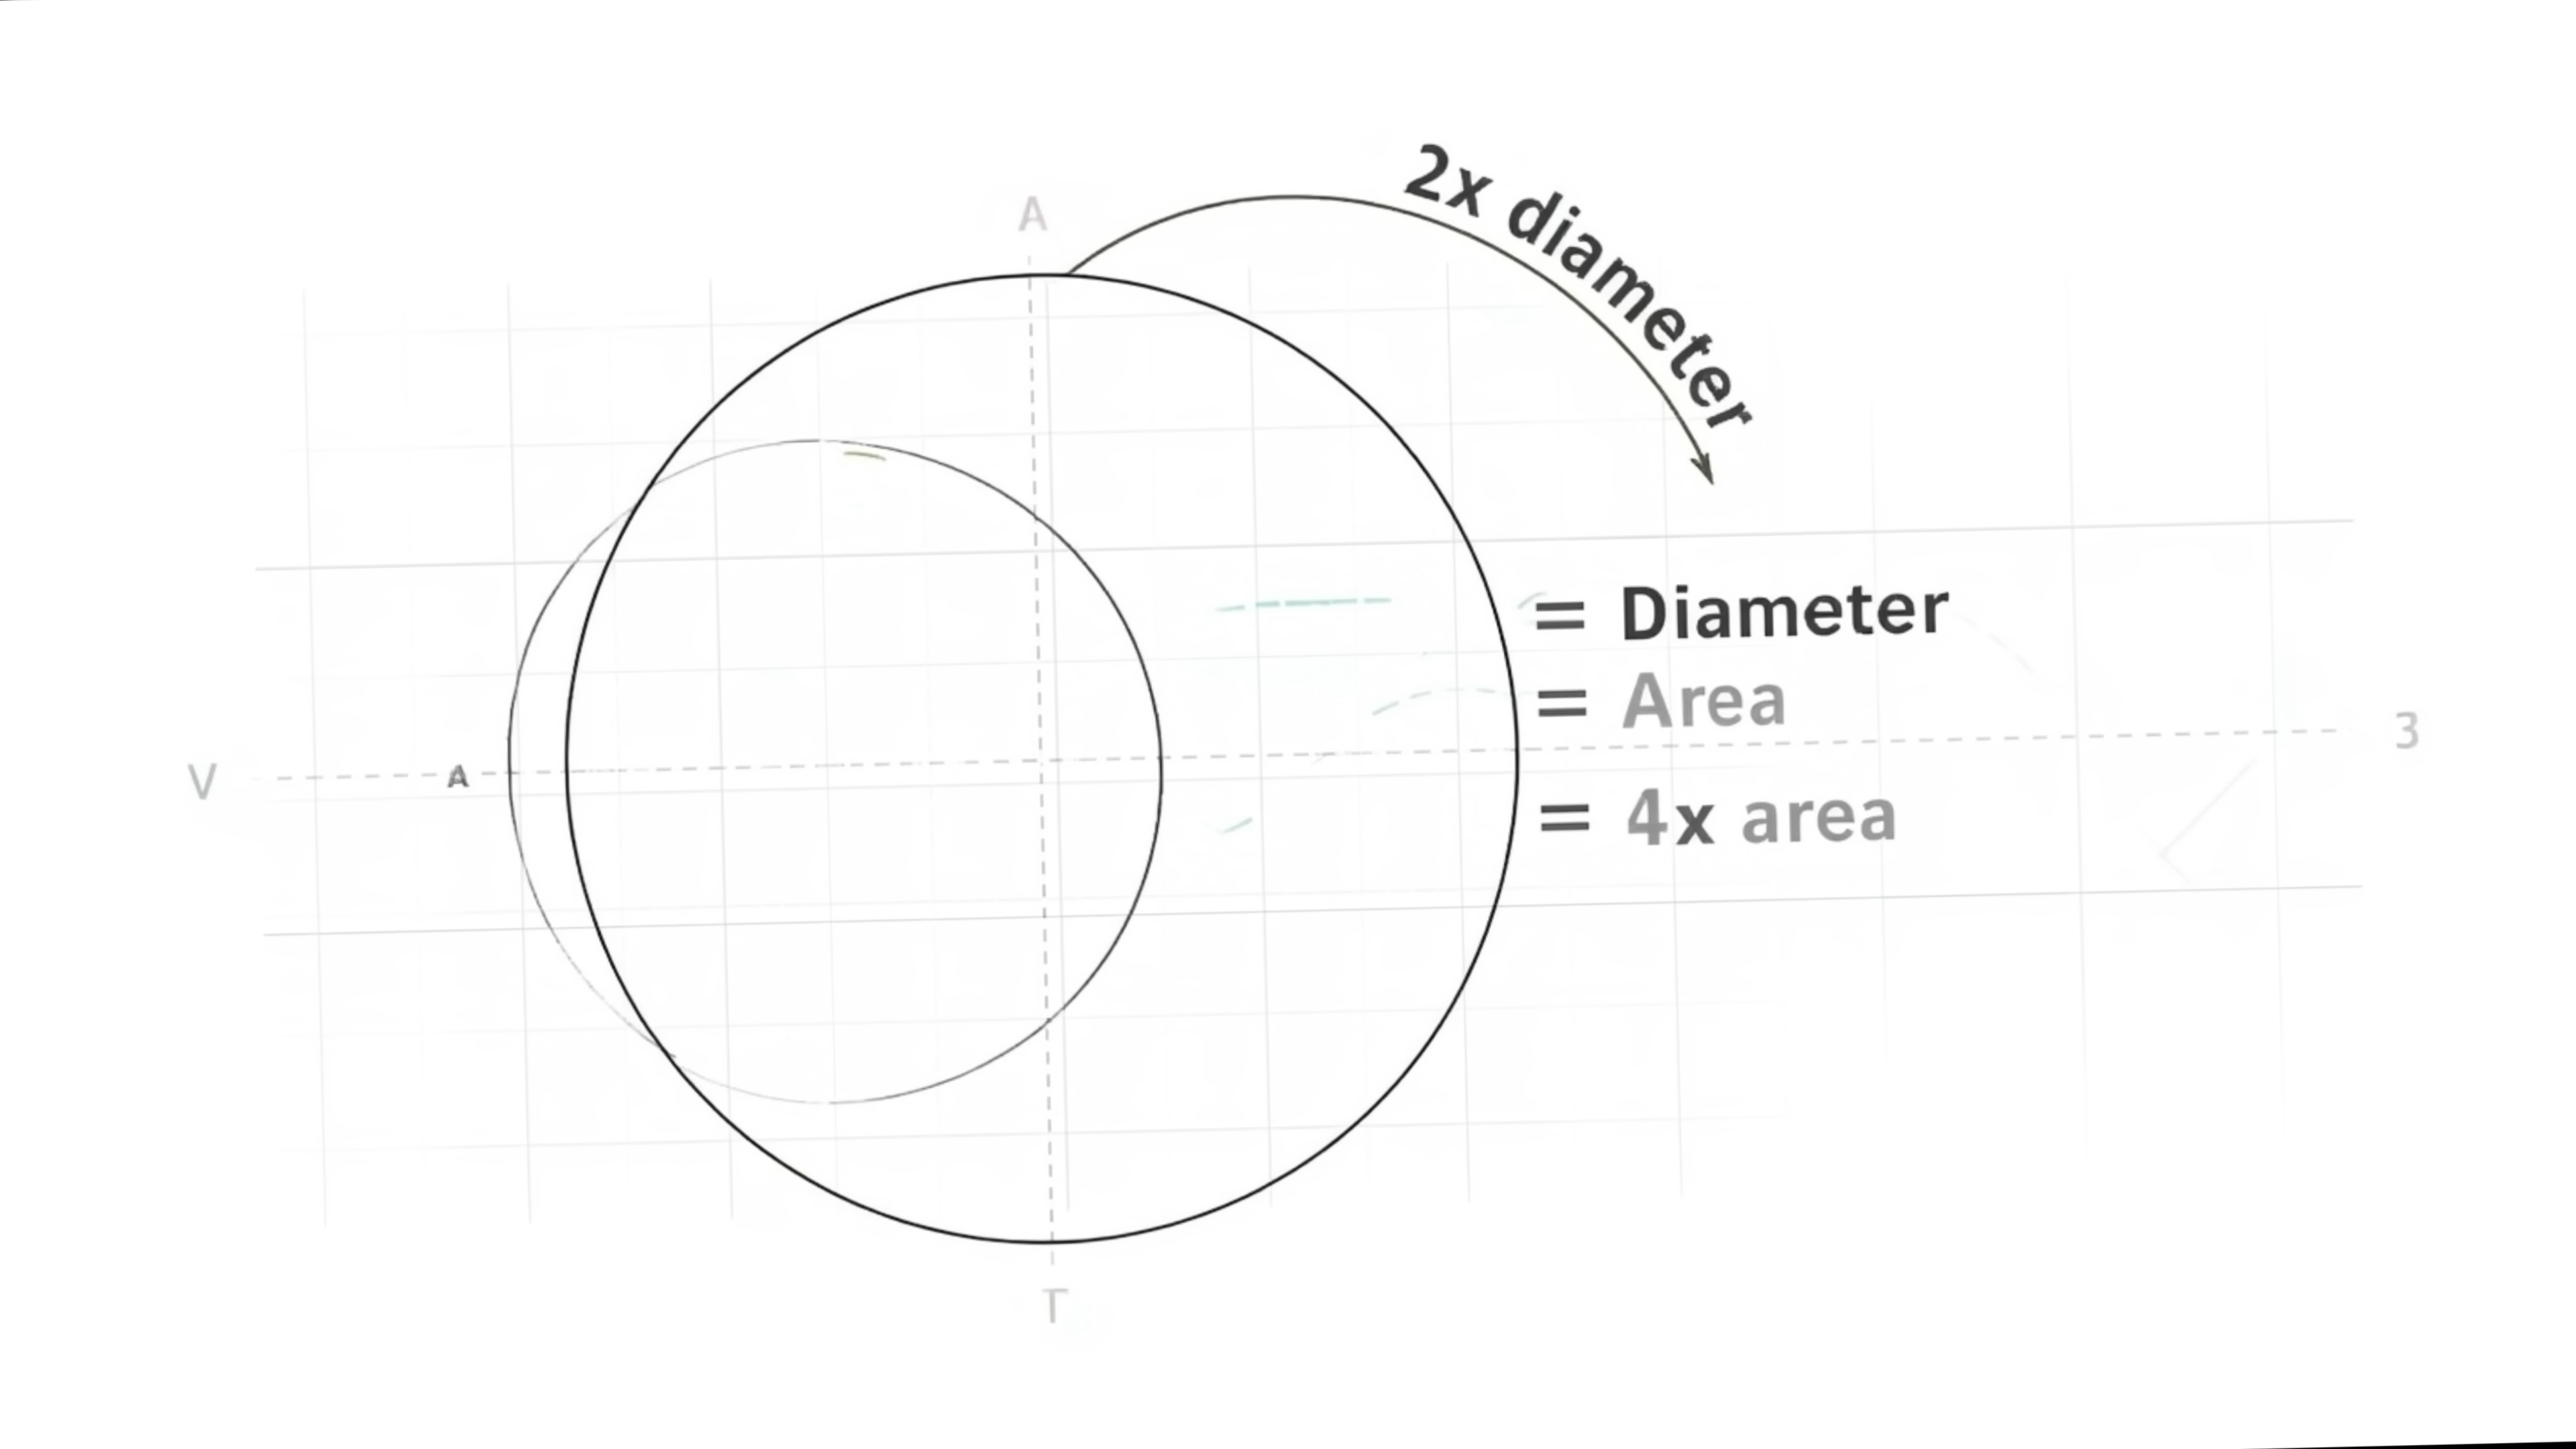 A
2x diameter
= Diameter
= Area
V
A
3
= 4x area
T